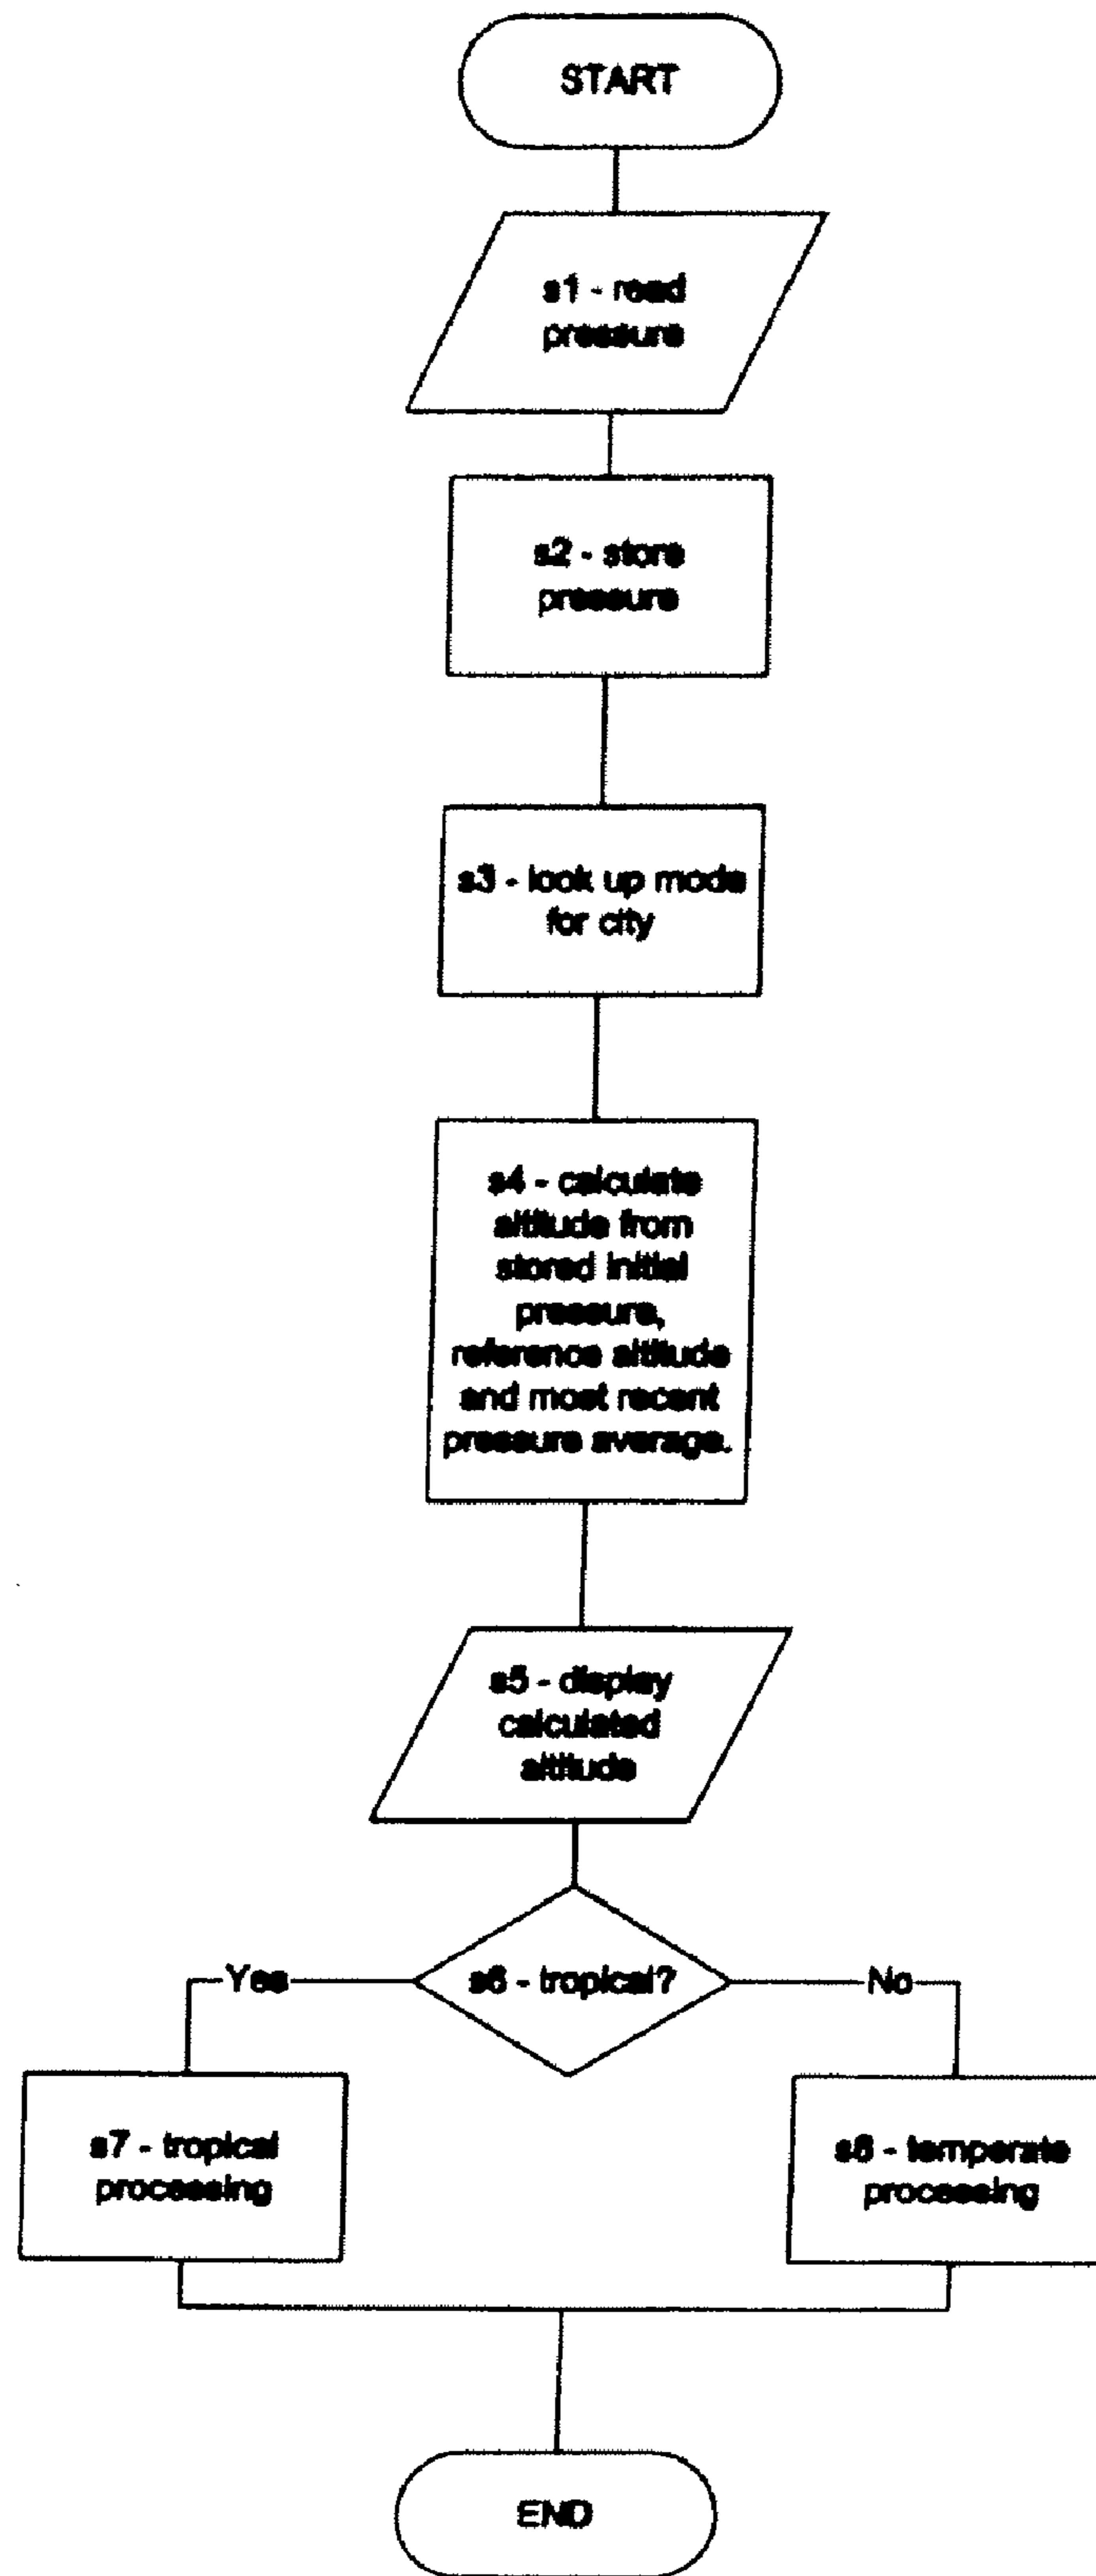 START
s1 - read
pressure
s2 - store
pressure
s3 - look up mode
for city
s4 - calculate
altitude from
stored initial
pressure,
reference altitude
and most recent
pressure average.
s5 - display
calculated
altitude
s6 - tropical?
Yes
No
s7 - tropical
processing
s8 - temperate
processing
END